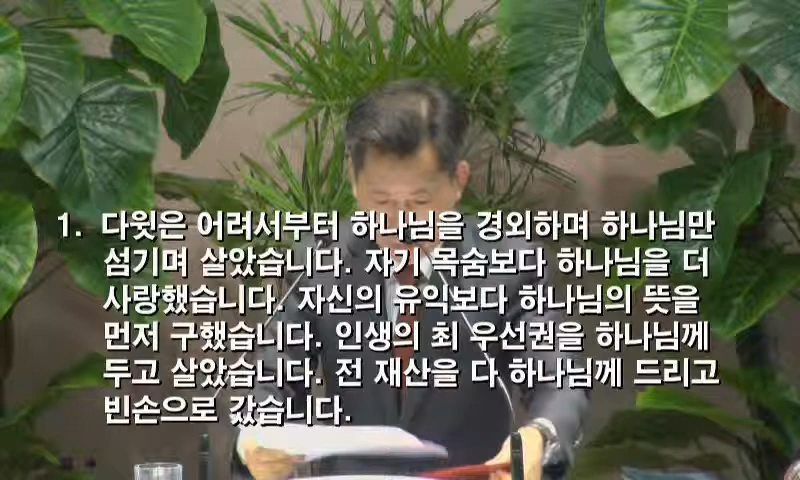 1. 다윗은 어려서부터 하나님을 경외하며 하나님만
섬기며 살았습니다. 자기 목숨보다 하나님을 더
사랑했습니다. 자신의 유익보다 하나님의 뜻을
먼저 구했습니다. 인생의 최 우선권을 하나님께
두고 살았습니다. 전 재산을 다 하나님께 드리고
빈손으로 갔습니다.